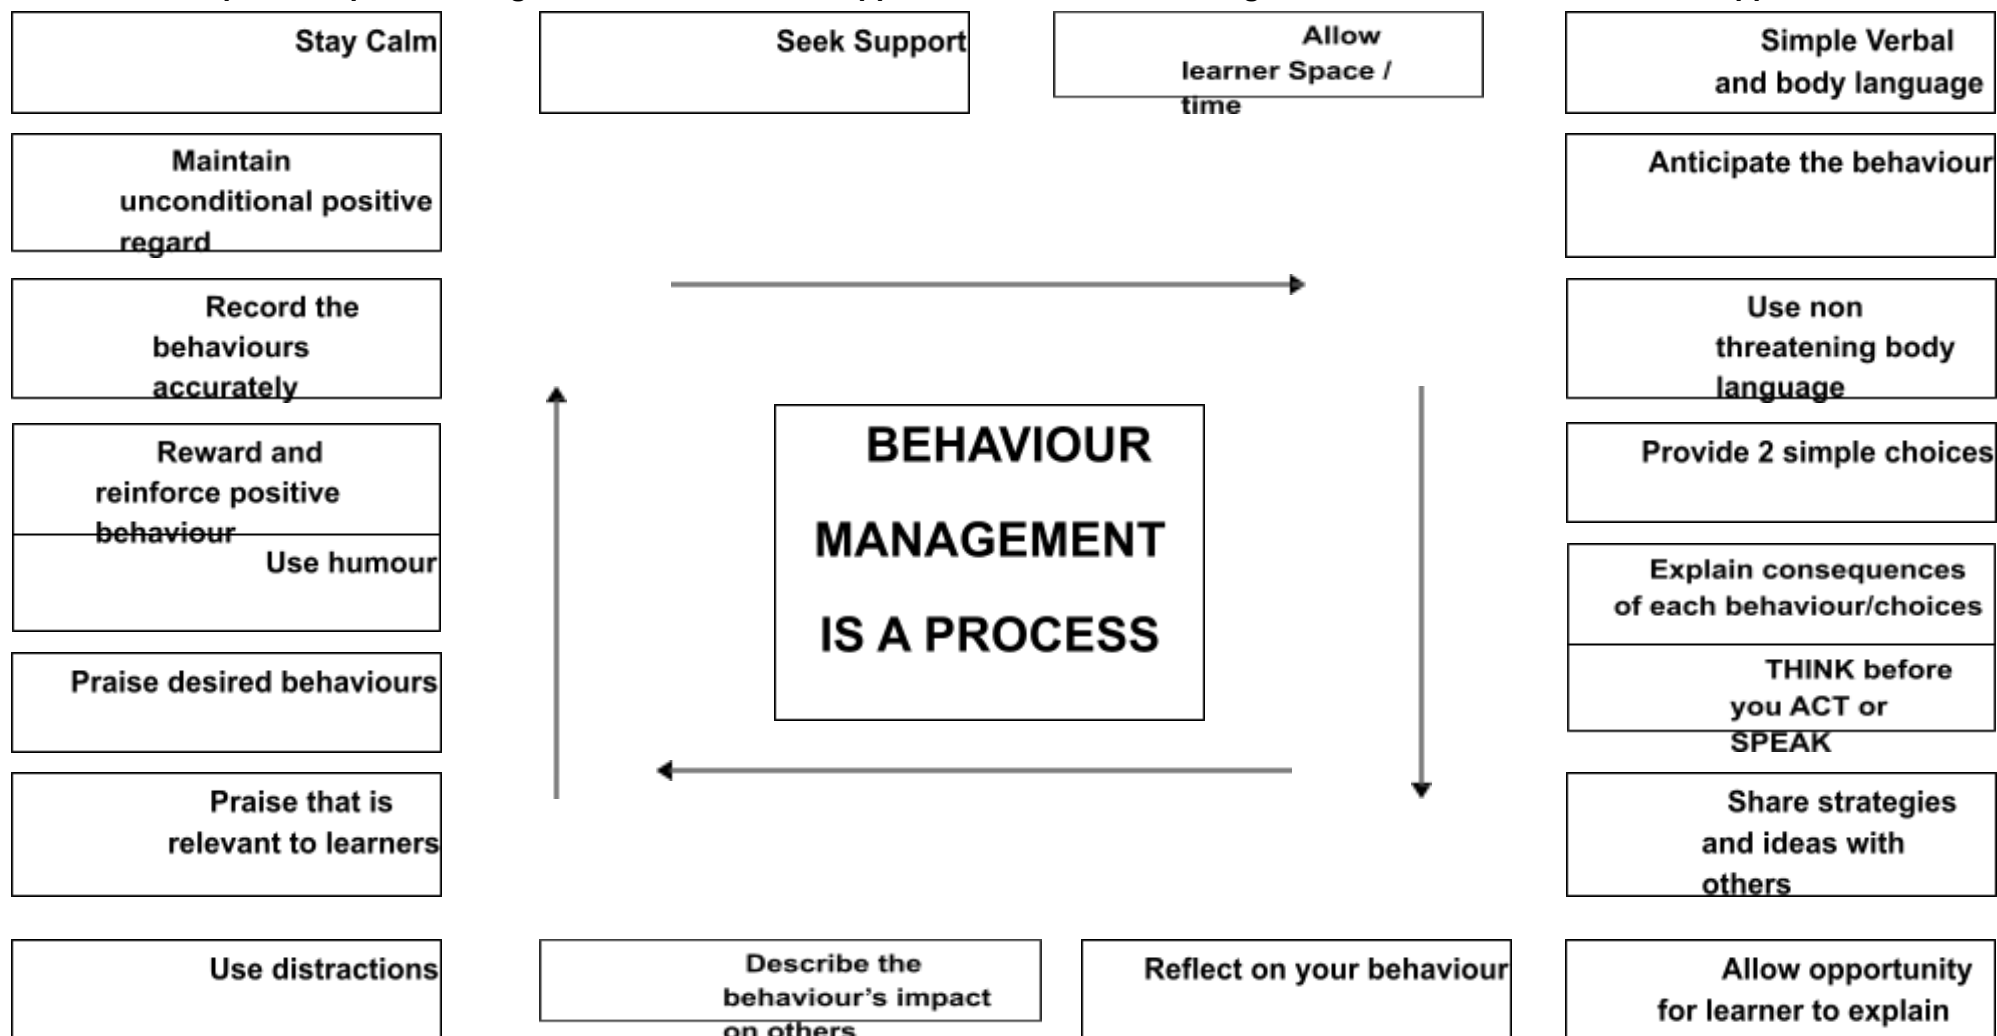 Stay Calm
Seek Support
Allow
learner Space /
time
Simple Verbal
and body language
Maintain
unconditional positive
regard
Anticipate the behaviour
Record the
behaviours
accurately
Use non
threatening body
language
Reward and
reinforce positive
behaviour
Provide 2 simple choices
BEHAVIOUR
MANAGEMENT
IS A PROCESS
Use humour
Explain consequences
of each behaviour/choices
Praise desired behaviours
THINK before
you ACT or
SPEAK
Praise that is
relevant to learners
Share strategies
and ideas with
others
Use distractions
Describe the
behaviour’s impact
on others
Reflect on your behaviour
Allow opportunity
for learner to explain